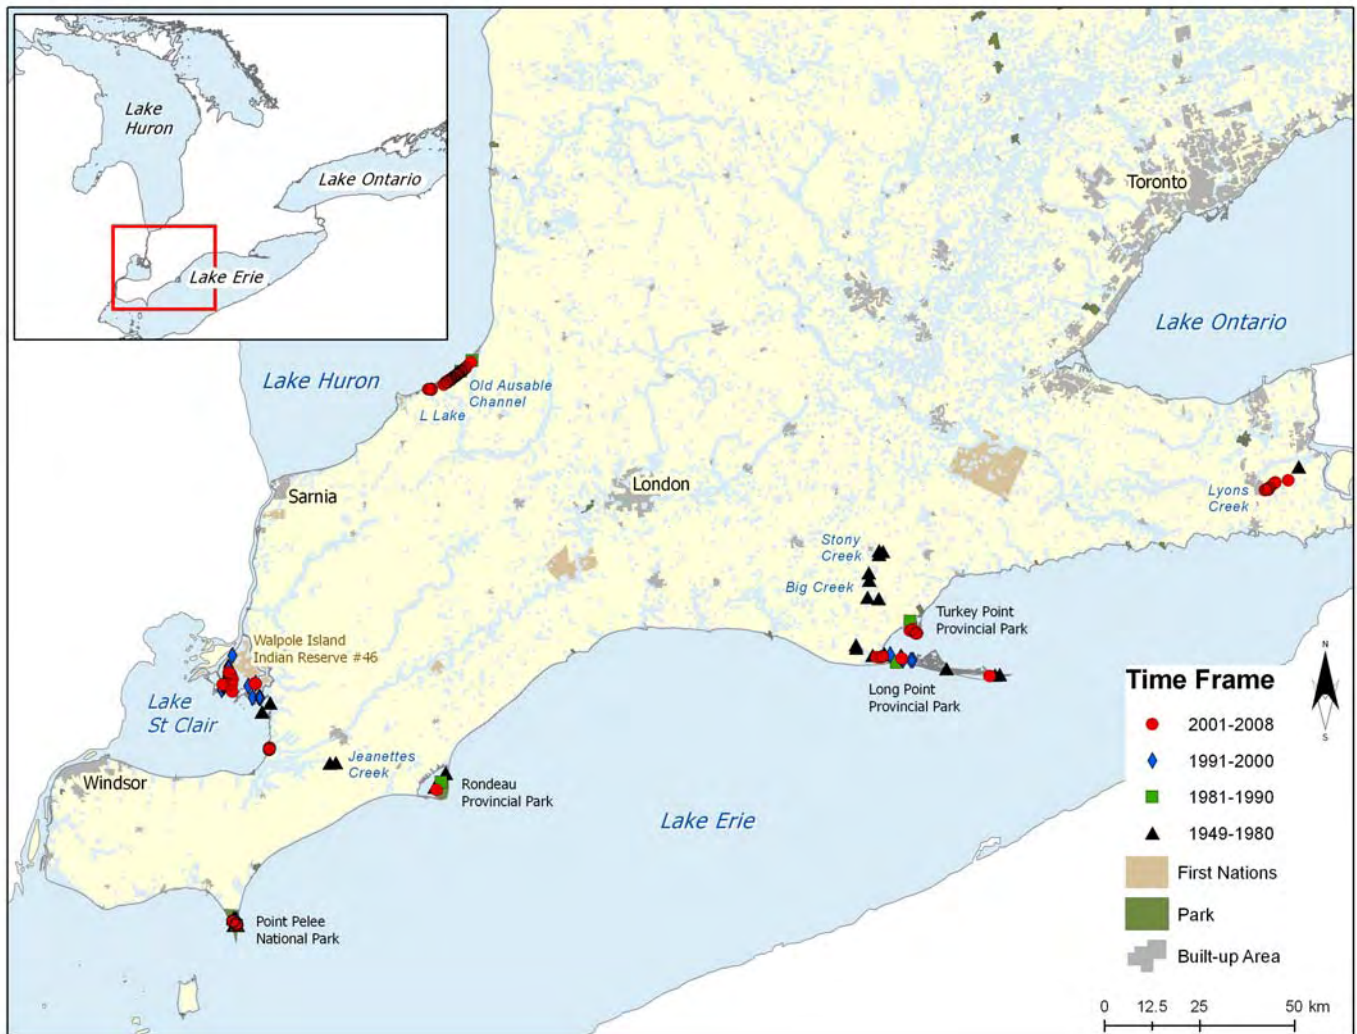 Lake
Huron
Lake Ontario
Lake Erie
Toronto
Lake Ontario
Lake Huron
Old Ausable
Channel
L Lake
Sarnia
London
Lyons
Creek
Stony
Creek
Big Creek
Turkey Point
Provincial Park
Walpole Island
Indian Reserve #46
Long Point
Provincial Park
Lake
St Clair
Jeanettes
Creek
Windsor
Rondeau
Provincial Park
Lake Erie
Point Pelee
National Park
N
S
Time Frame
2001-2008
1991-2000
1981-1990
1949-1980
First Nations
Park
Built-up Area
0 12.5 25 50 km